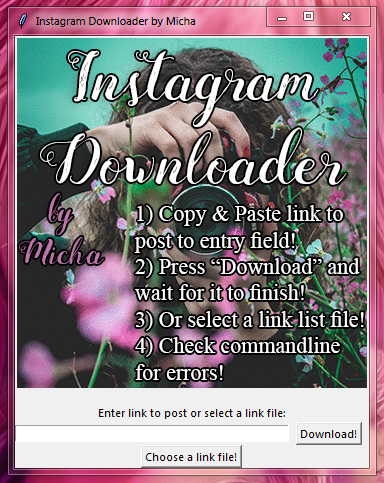 Instagram Downloader by Micha
Instagram
Downloader
by
Micha
1) Copy & Paste link to
post to entry field!
2) Press “Download” and
wait for it to finish!
3) Or select a link list file!
4) Check commandline
for errors!
Enter link to post or select a link file:
Download!
Choose a link file!